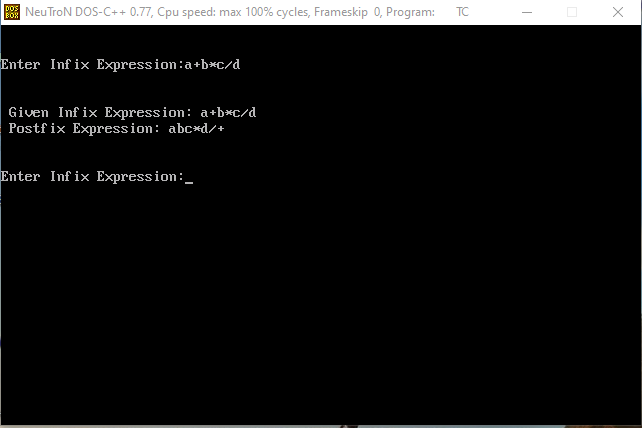 DOS BOX NeuTroN DOS-C++ 0.77, Cpu speed: max 100% cycles, Frameskip 0, Program: TC
Enter Infix Expression:a+b*c/d
Given Infix Expression: a+b*c/d
Postfix Expression: abc*d/+
Enter Infix Expression:_